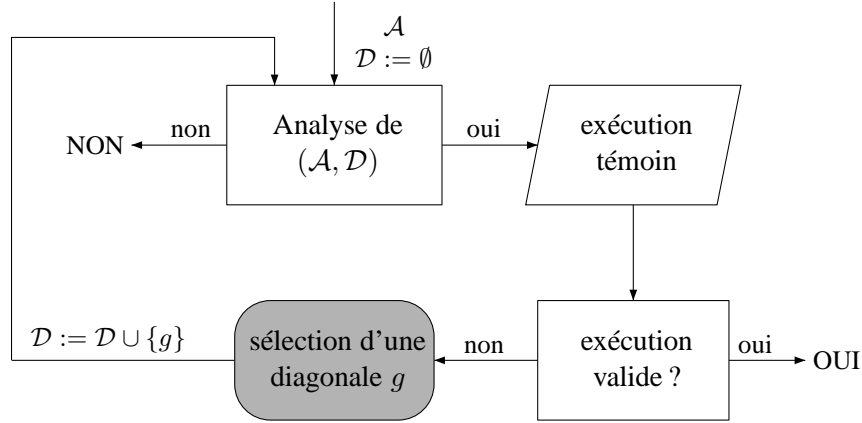 𝒜
𝒟 := ∅
Analyse de
(𝒜, 𝒟)
non
NON
oui
exécution
témoin
exécution
valide ?
oui
OUI
non
sélection d'une
diagonale g
𝒟 := 𝒟 ∪ {g}